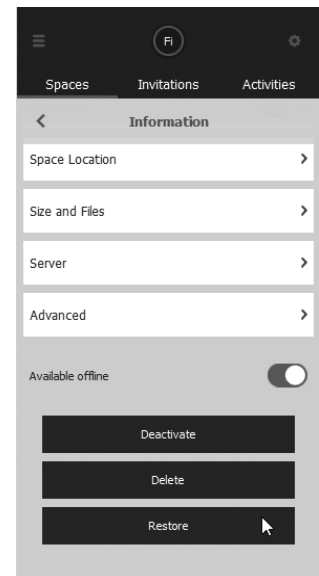 Fi
Spaces Invitations Activities
Information
Space Location
Size and Files
Server
Advanced
Available offline
Deactivate
Delete
Restore